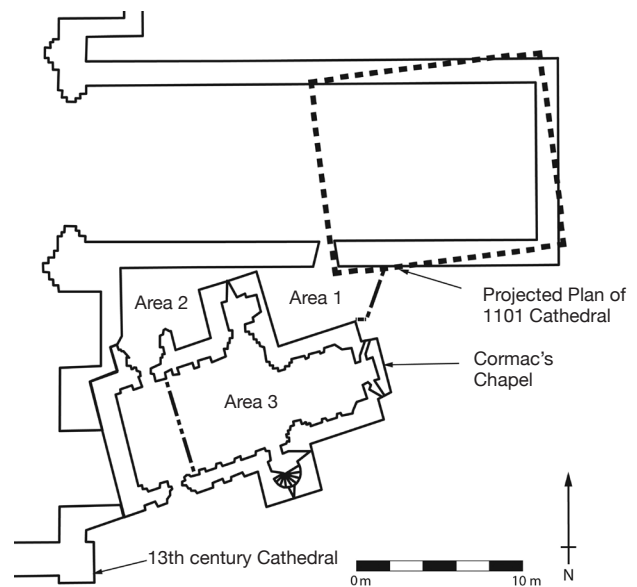 Area 1
Area 2
Projected Plan of
1101 Cathedral
Cormac's
Chapel
Area 3
13th century Cathedral
N
0 m
10 m